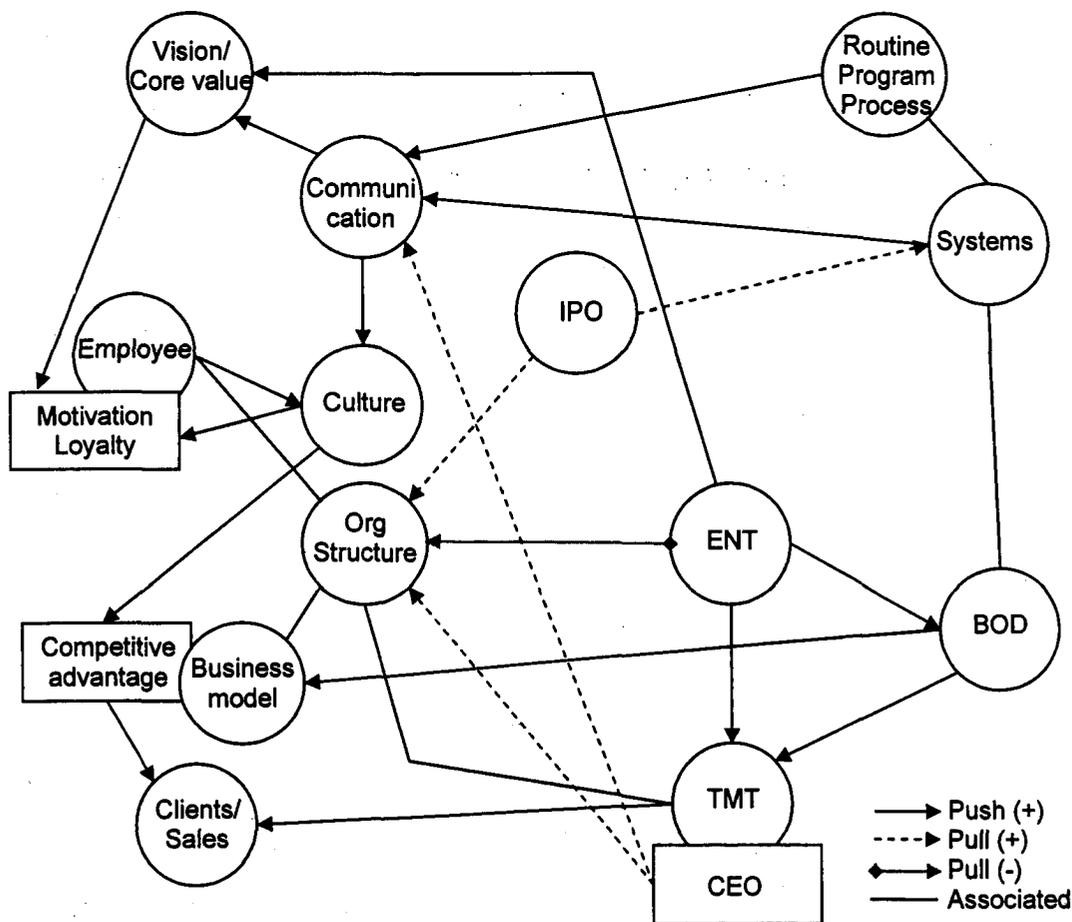 Vision/
Core value
Routine
Program
Process
Communi
cation
Systems
IPO
Employee
Motivation
Loyalty
Culture
Org
Structure
ENT
BOD
Competitive
advantage
Business
model
Clients/
Sales
TMT
CEO
Push (+)
Pull (+)
Pull (-)
Associated